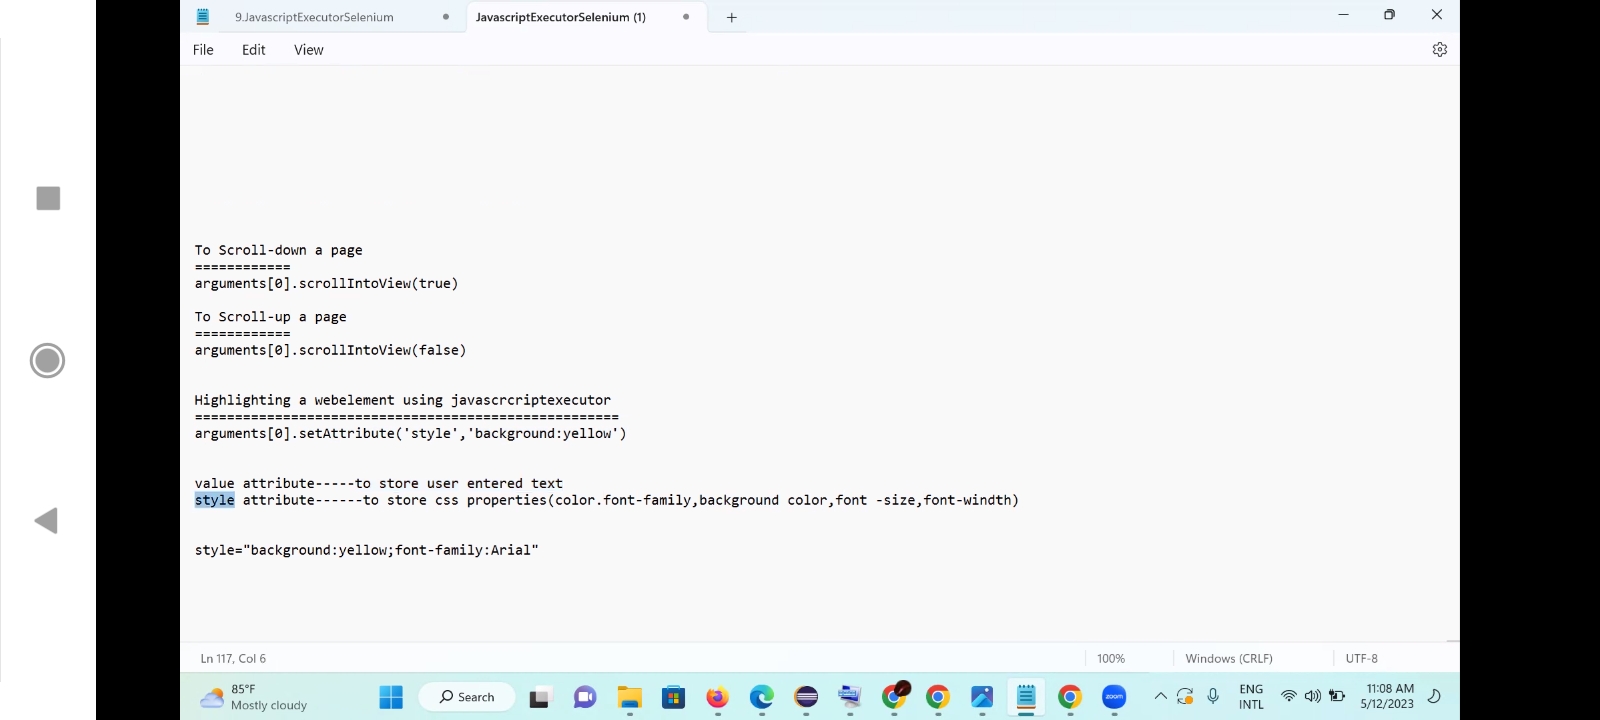 9.JavascriptExecutorSelenium
JavascriptExecutorSelenium (1)
File Edit View
To Scroll-down a page
============
arguments[0].scrollIntoView(true)
To Scroll-up a page
============
arguments[0].scrollIntoView(false)
Highlighting a webelement using javascrcriptexecutor
=====================================================
arguments[0].setAttribute('style','background:yellow')
value attribute-----to store user entered text
style attribute------to store css properties(color.font-family,background color,font -size,font-windth)
style="background:yellow;font-family:Arial"
Ln 117, Col 6
100%
Windows (CRLF)
UTF-8
85°F
Mostly cloudy
Search
zoom
ENG
INTL
11:08 AM
5/12/2023